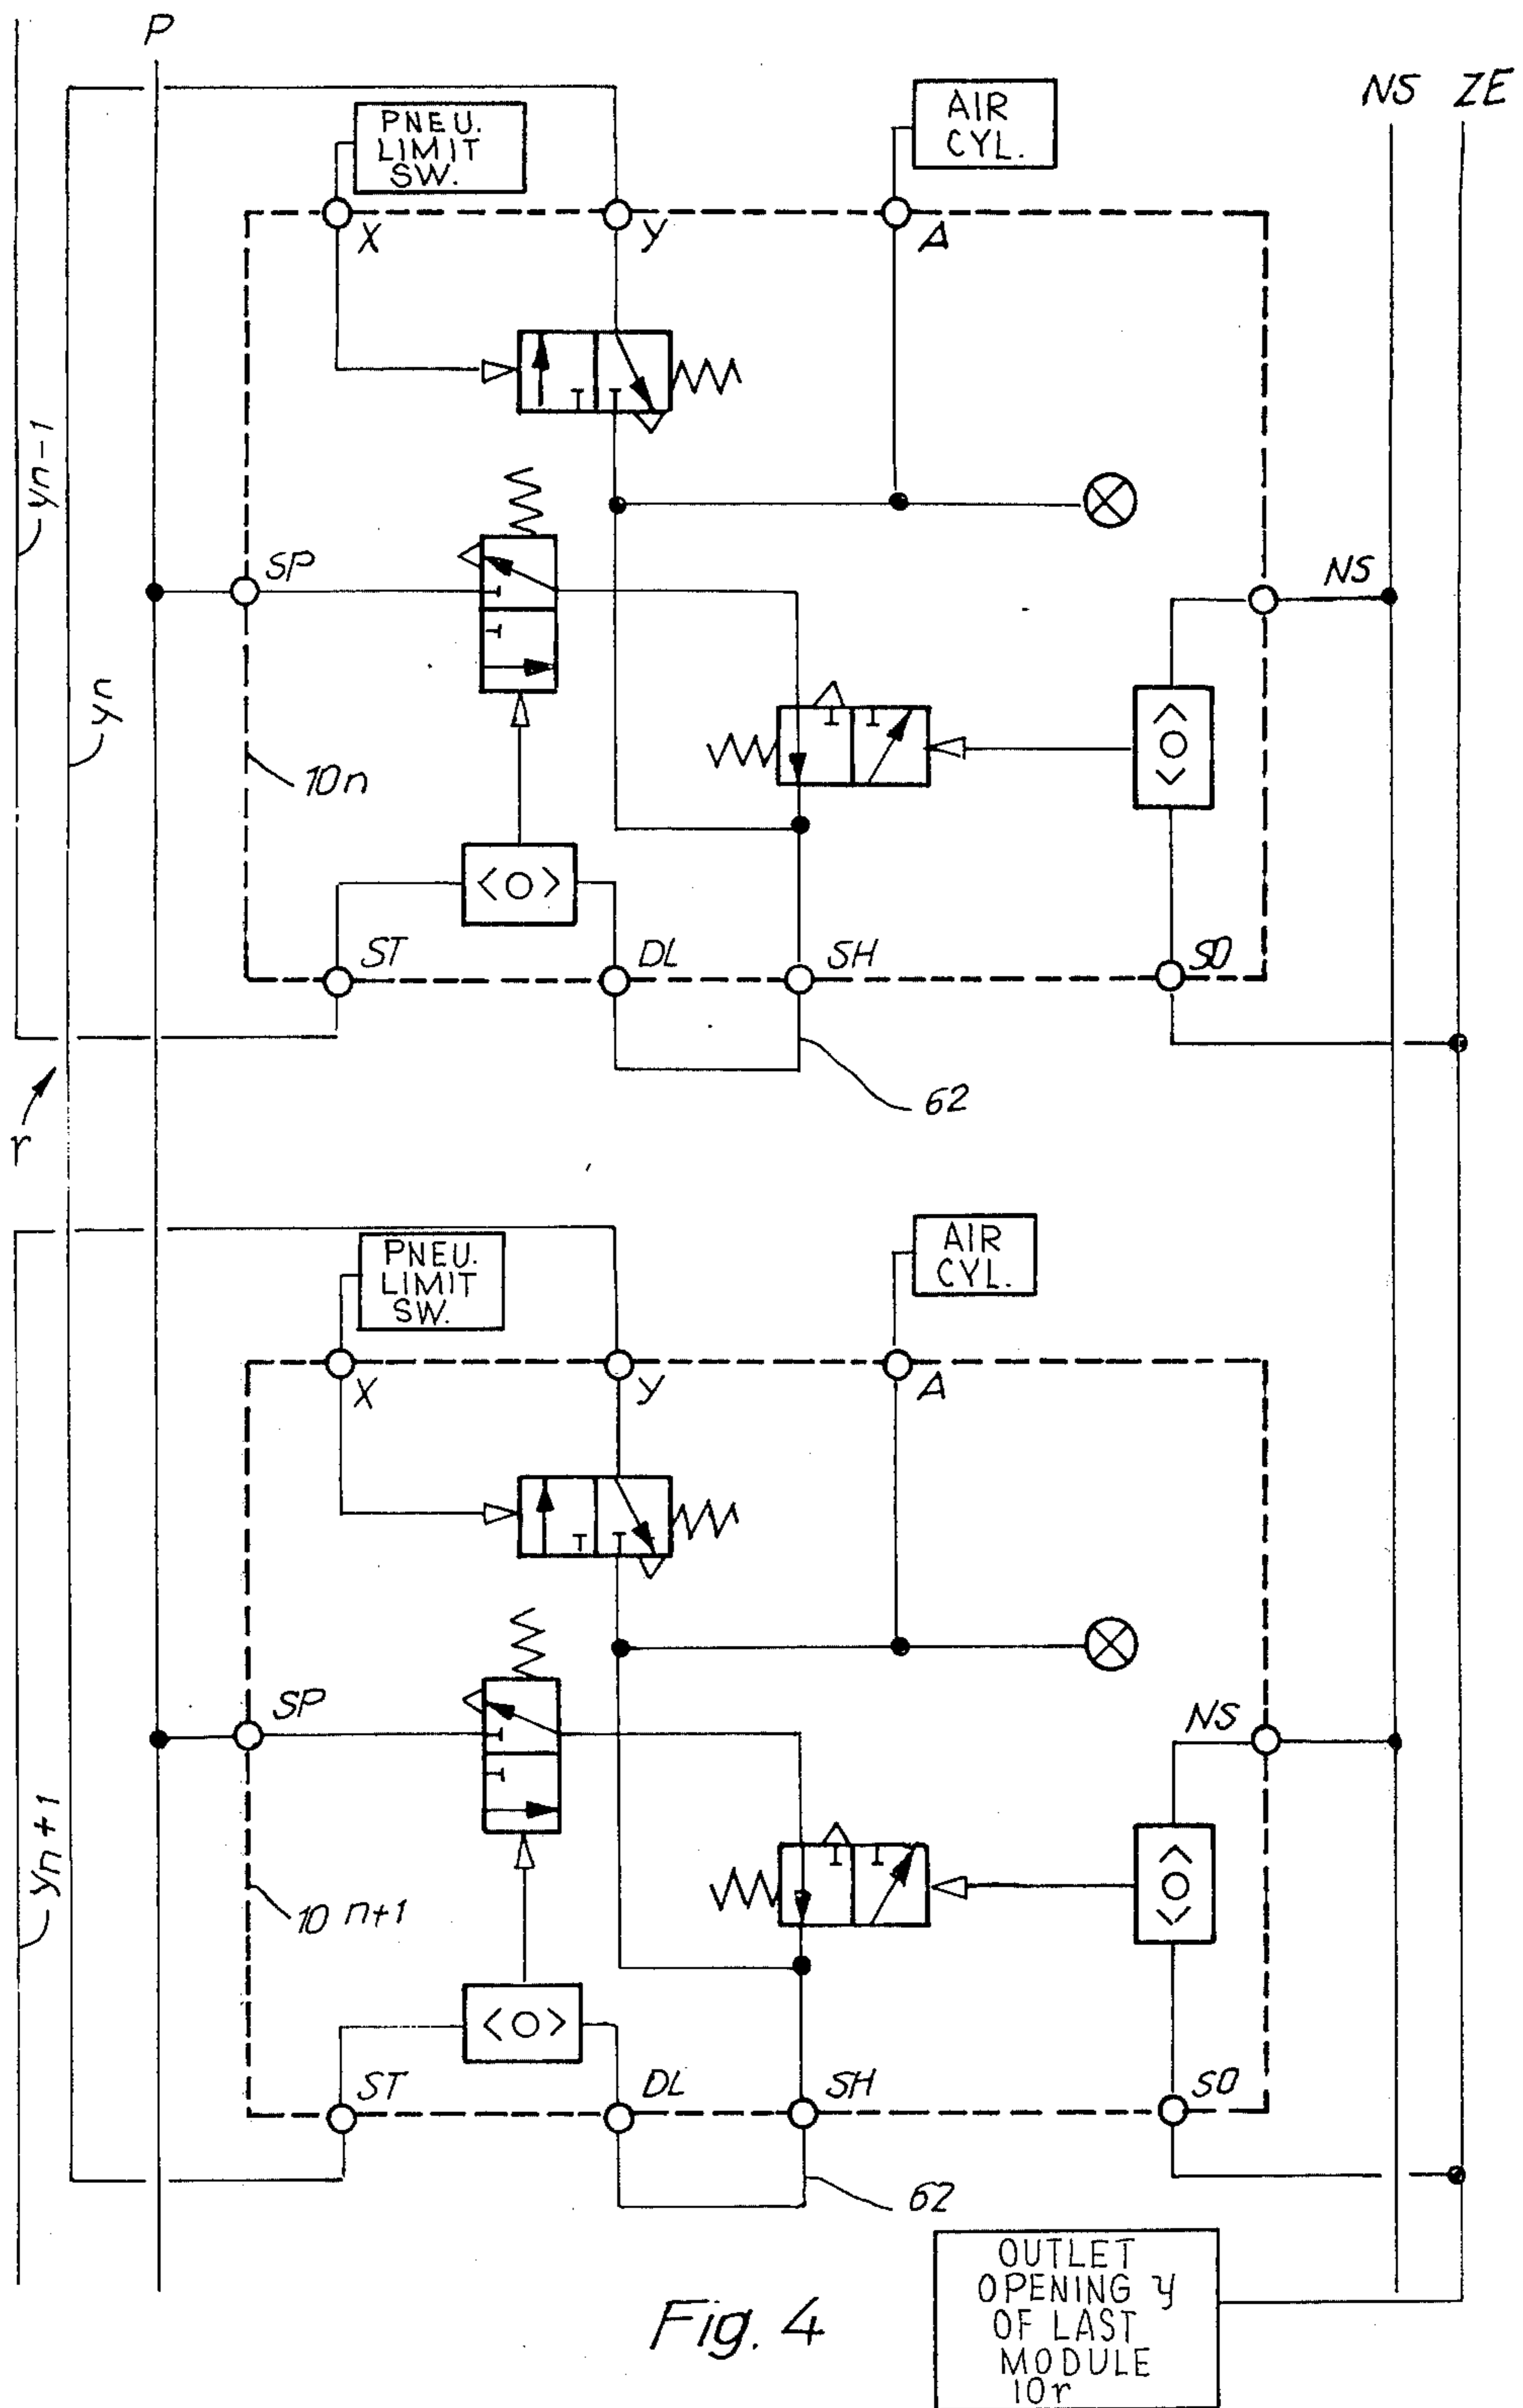 P
NS ZE
PNEU.
LIMIT
SW.
AIR
CYL.
X
Y
A
yn-1
SP
NS
yn
10n
ST
DL
SH
SO
r
62
PNEU.
LIMIT
SW.
AIR
CYL.
X
Y
A
SP
NS
yn+1
10 n+1
ST
DL
SH
SO
62
OUTLET
OPENING y
OF LAST
MODULE
10r
Fig. 4